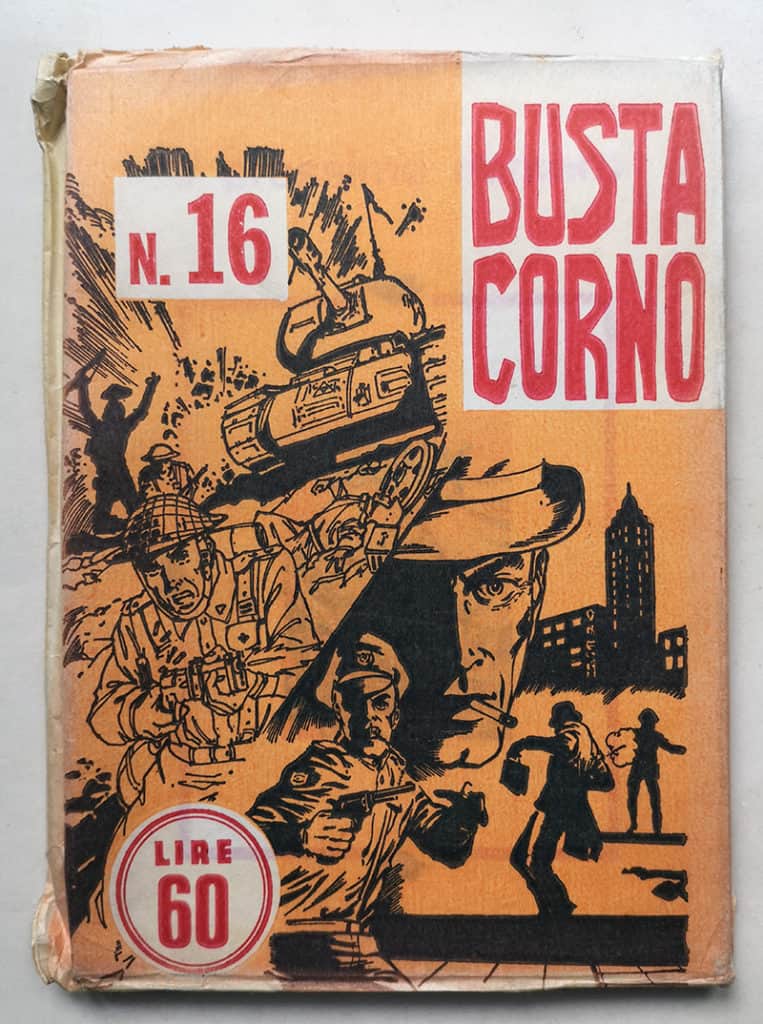 BUSTA
CORNO
N. 16
LIRE
60